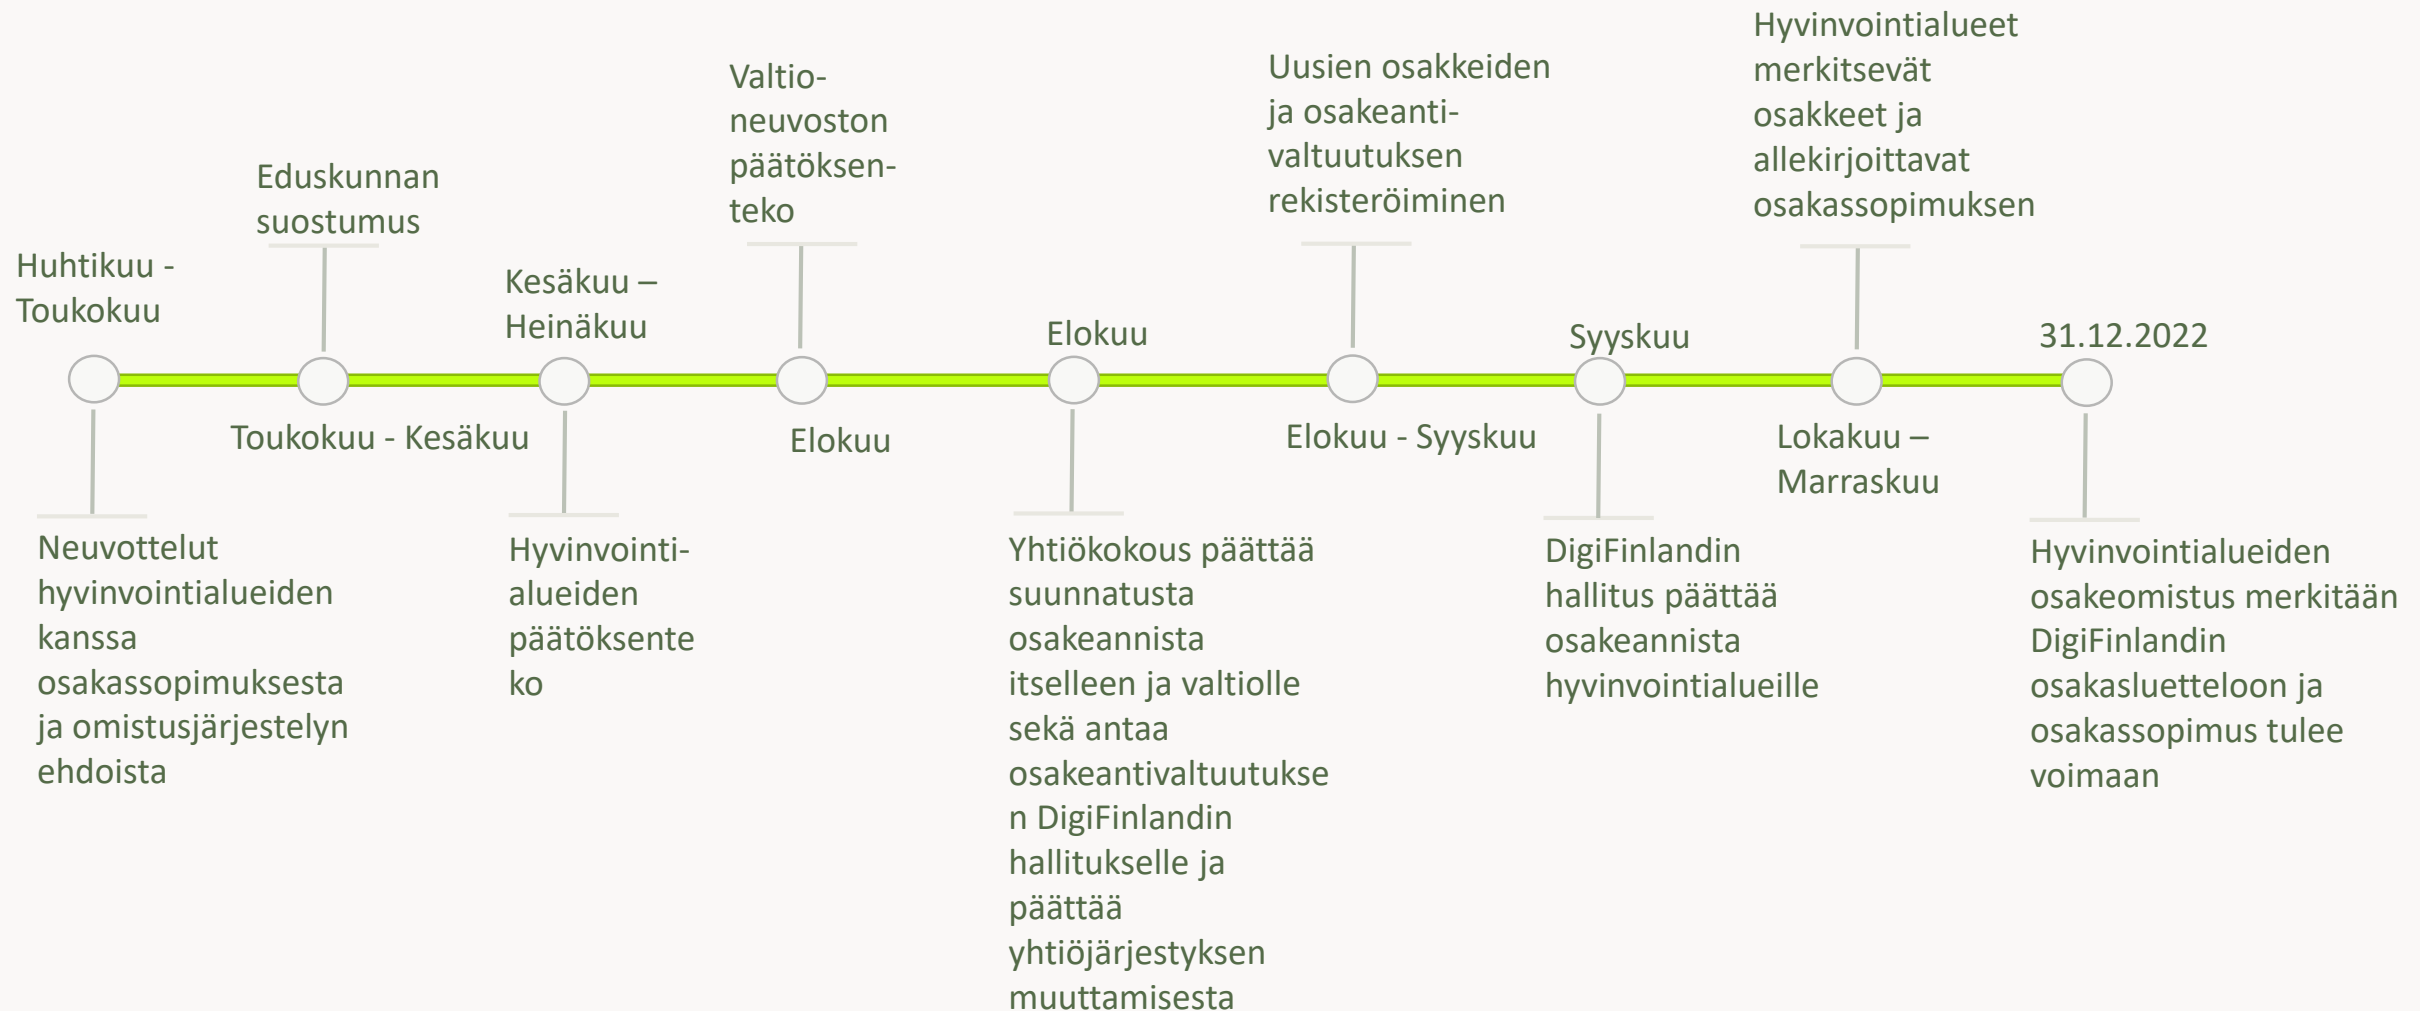 Huhtikuu -
Toukokuu
Neuvottelut
hyvinvointialueiden
kanssa
osakassopimuksesta
ja omistusjärjestelyn
ehdoista
Eduskunnan
suostumus
Toukokuu - Kesäkuu
Kesäkuu –
Heinäkuu
Hyvinvointi-
alueiden
päätöksente
ko
Valtio-
neuvoston
päätöksen-
teko
Elokuu
Elokuu
Yhtiökokous päättää
suunnatusta
osakeannista
itselleen ja valtiolle
sekä antaa
osakeantivaltuutukse
n DigiFinlandin
hallitukselle ja
päättää
yhtiöjärjestyksen
muuttamisesta
Uusien osakkeiden
ja osakeanti-
valtuutuksen
rekisteröiminen
Elokuu - Syyskuu
Syyskuu
DigiFinlandin
hallitus päättää
osakeannista
hyvinvointialueille
Hyvinvointialueet
merkitsevät
osakkeet ja
allekirjoittavat
osakassopimuksen
Lokakuu –
Marraskuu
31.12.2022
Hyvinvointialueiden
osakeomistus merkitään
DigiFinlandin
osakasluetteloon ja
osakassopimus tulee
voimaan